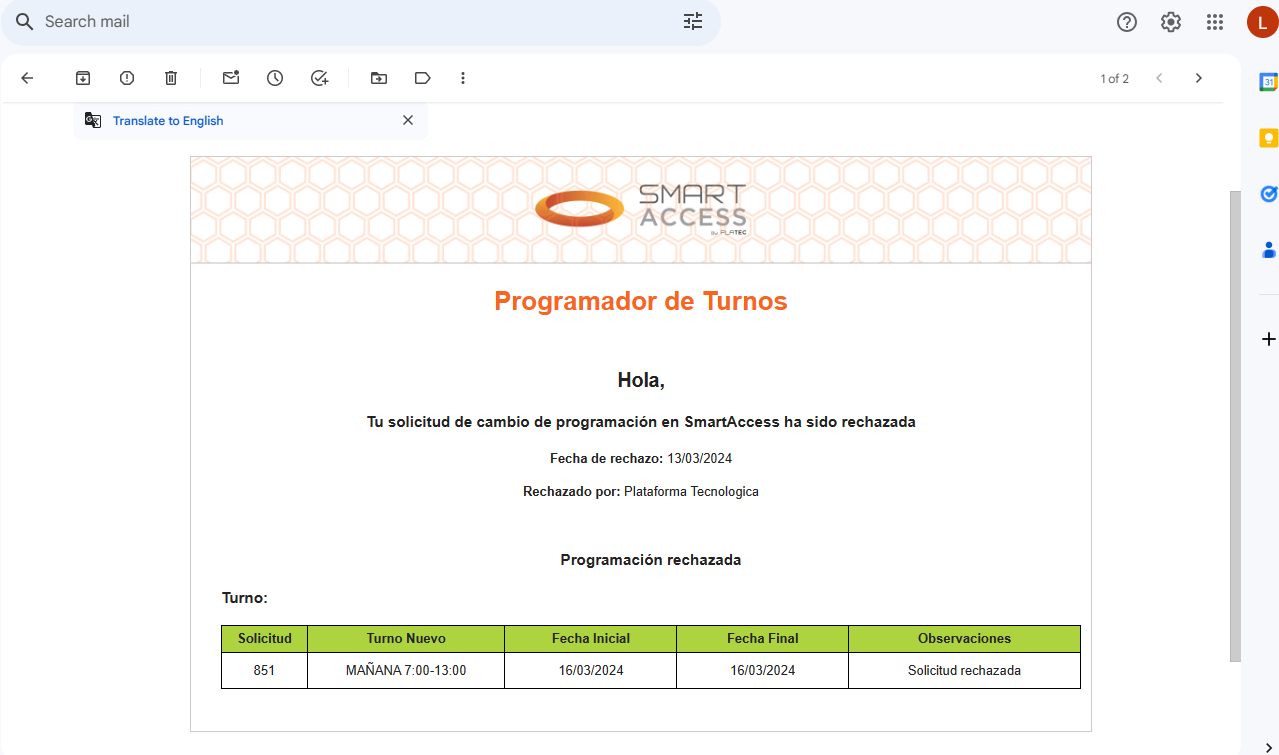 Search mail
L
1 of 2
31
Translate to English
SMART
ACCESS
By PLATEC
Programador de Turnos
Hola,
Tu solicitud de cambio de programación en SmartAccess ha sido rechazada
Fecha de rechazo: 13/03/2024
Rechazado por: Plataforma Tecnologica
Programación rechazada
Turno:
Solicitud Turno Nuevo Fecha Inicial Fecha Final Observaciones
851 MAÑANA 7:00-13:00 16/03/2024 16/03/2024 Solicitud rechazada